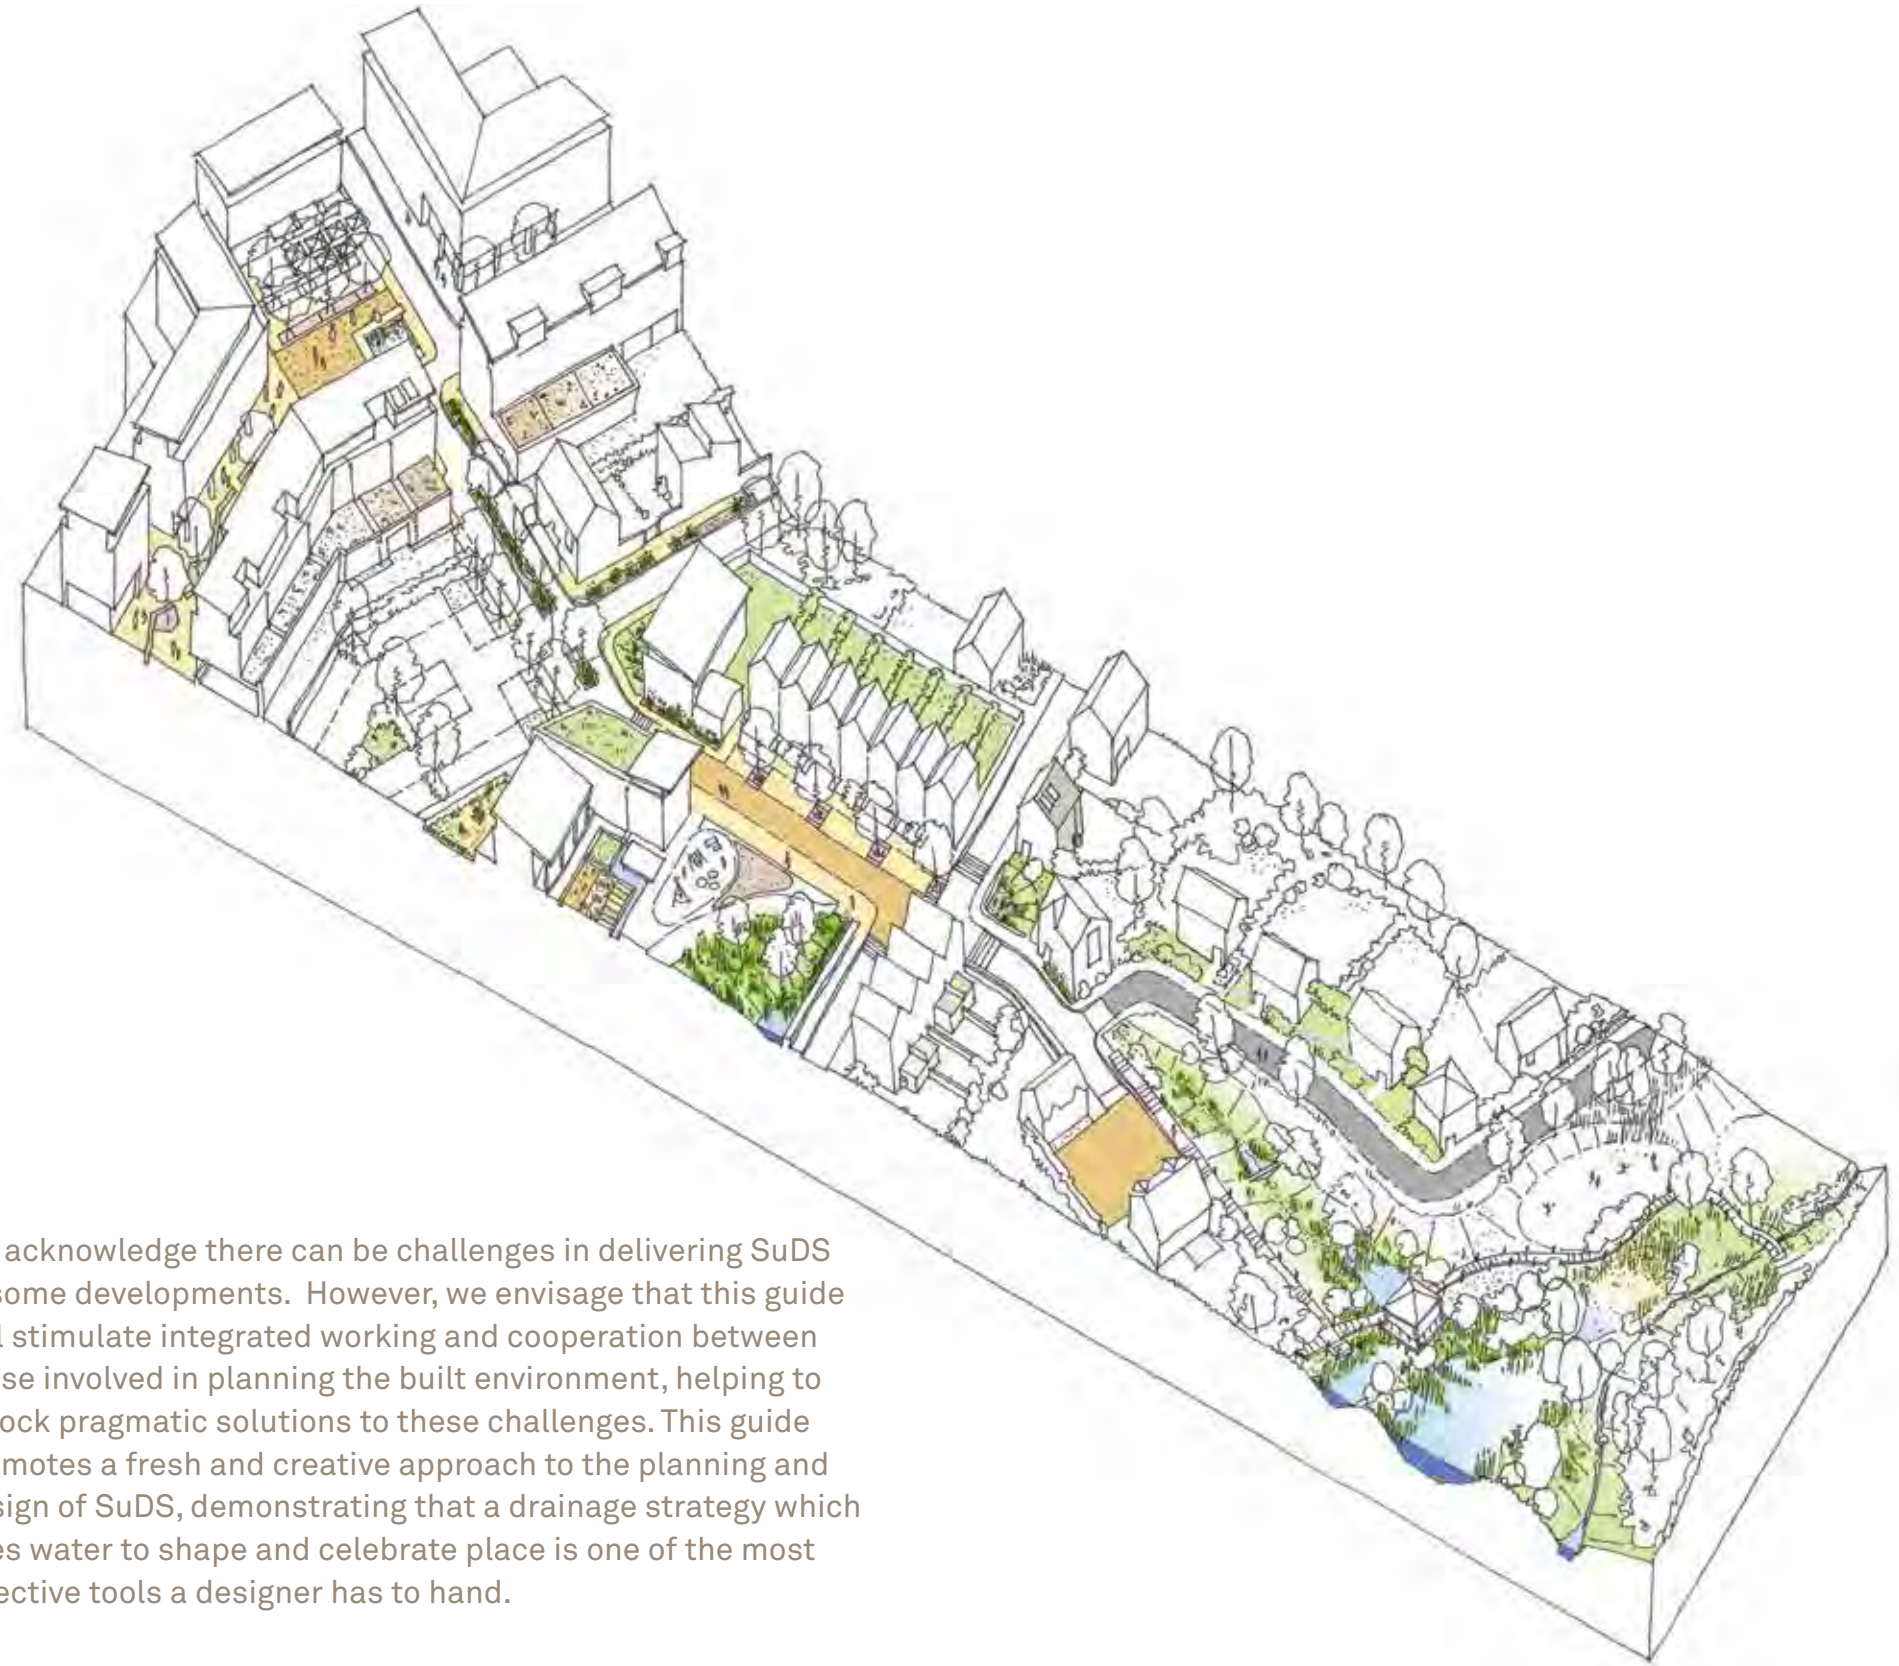 acknowledge there can be challenges in delivering SuDS
some developments. However, we envisage that this guide
l stimulate integrated working and cooperation between
se involved in planning the built environment, helping to
ock pragmatic solutions to these challenges. This guide
motes a fresh and creative approach to the planning and
sign of SuDS, demonstrating that a drainage strategy which
es water to shape and celebrate place is one of the most
ective tools a designer has to hand.